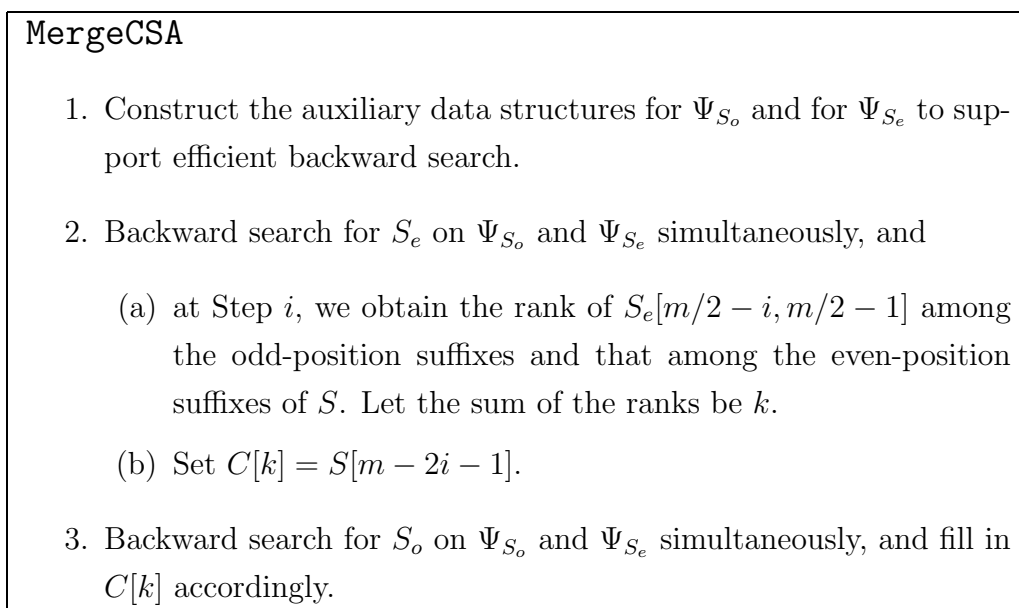 MergeCSA
1. Construct the auxiliary data structures for Ψ_{S_o} and for Ψ_{S_e} to sup-
port efficient backward search.
2. Backward search for S_e on Ψ_{S_o} and Ψ_{S_e} simultaneously, and
(a) at Step i, we obtain the rank of S_e[m/2 − i, m/2 − 1] among
the odd-position suffixes and that among the even-position
suffixes of S. Let the sum of the ranks be k.
(b) Set C[k] = S[m − 2i − 1].
3. Backward search for S_o on Ψ_{S_o} and Ψ_{S_e} simultaneously, and fill in
C[k] accordingly.